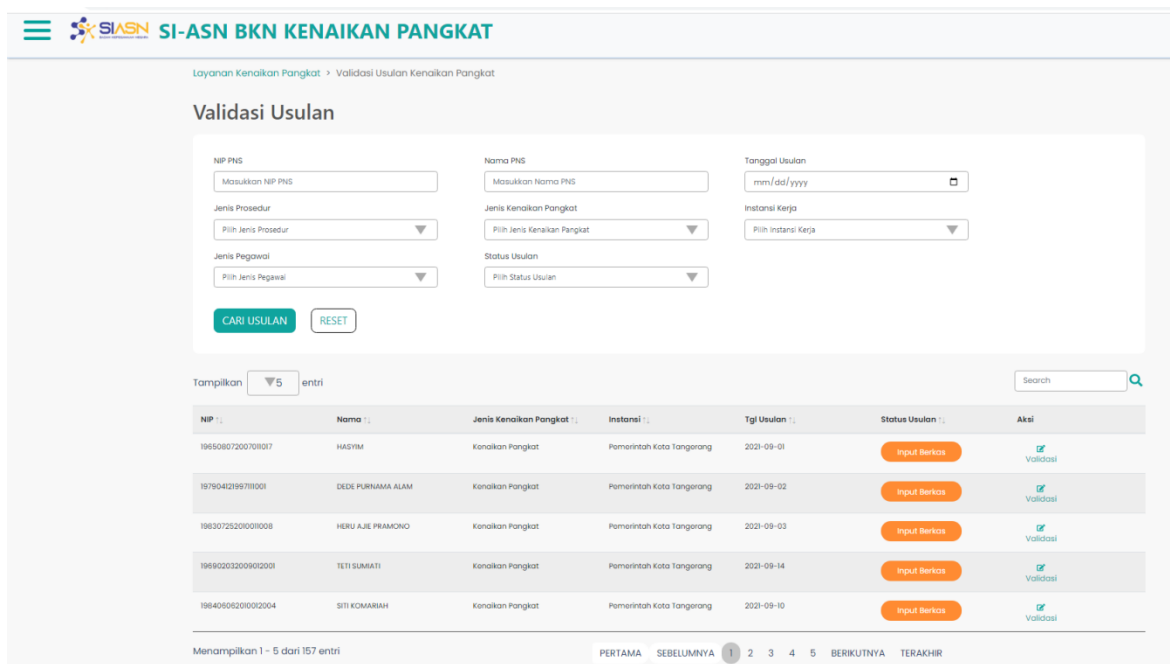 SIASN SI-ASN BKN KENAIKAN PANGKAT
Layanan Kenaikan Pangkat > Validasi Usulan Kenaikan Pangkat
Validasi Usulan
NIP PNS Nama PNS Tanggal Usulan
Masukkan NIP PNS Masukkan Nama PNS mm/dd/yyyy
Jenis Prosedur Jenis Kenaikan Pangkat Instansi Kerja
Pilih Jenis Prosedur Pilih Jenis Kenaikan Pangkat Pilih Instansi Kerja
Jenis Pegawai Status Usulan
Pilih Jenis Pegawai Pilih Status Usulan
CARI USULAN RESET
Tampilkan 5 entri Search
NIP Nama Jenis Kenaikan Pangkat Instansi Tgl Usulan Status Usulan Aksi
196508072007011017 HASYIM Kenaikan Pangkat Pemerintah Kota Tangerang 2021-09-01 Input Berkas Validasi
197904121997111001 DEDE PURNAMA ALAM Kenaikan Pangkat Pemerintah Kota Tangerang 2021-09-02 Input Berkas Validasi
198307252010011008 HERU AJIE PRAMONO Kenaikan Pangkat Pemerintah Kota Tangerang 2021-09-03 Input Berkas Validasi
196902032009012001 TETI SUMIATI Kenaikan Pangkat Pemerintah Kota Tangerang 2021-09-14 Input Berkas Validasi
198406062010012004 SITI KOMARIAH Kenaikan Pangkat Pemerintah Kota Tangerang 2021-09-10 Input Berkas Validasi
Menampilkan 1 - 5 dari 157 entri PERTAMA SEBELUMNYA 1 2 3 4 5 BERIKUTNYA TERAKHIR